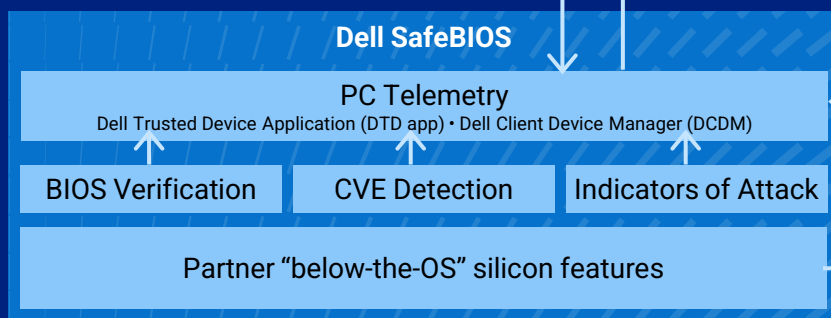 Dell SafeBIOS
PC Telemetry
Dell Trusted Device Application (DTD app) • Dell Client Device Manager (DCDM)
BIOS Verification
CVE Detection
Indicators of Attack
Partner “below-the-OS” silicon features